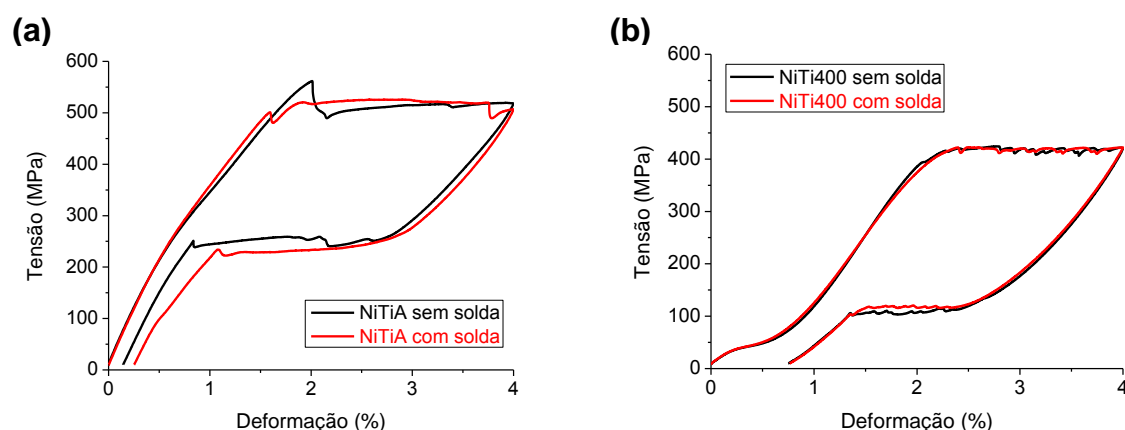 (a)
600
500
400
300
200
100
0
Tensão (MPa)
NiTiA sem solda
NiTiA com solda
0 1 2 3 4
Deformação (%)
(b)
600
500
400
300
200
100
0
Tensão (MPa)
NiTi400 sem solda
NiTi400 com solda
0 1 2 3 4
Deformação (%)